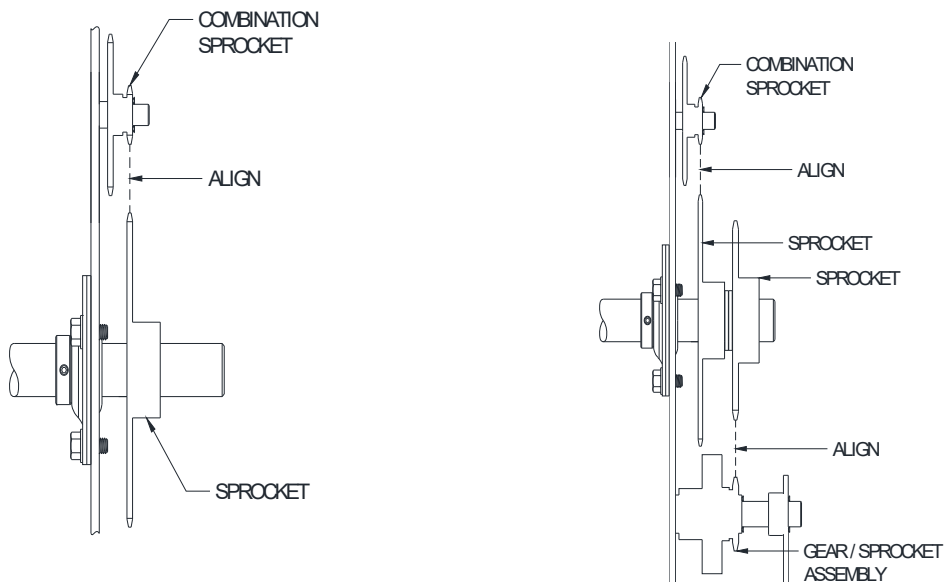 COMBINATION
SPROCKET
ALIGN
SPROCKET
COMBINATION
SPROCKET
ALIGN
SPROCKET
SPROCKET
ALIGN
GEAR / SPROCKET
ASSEMBLY